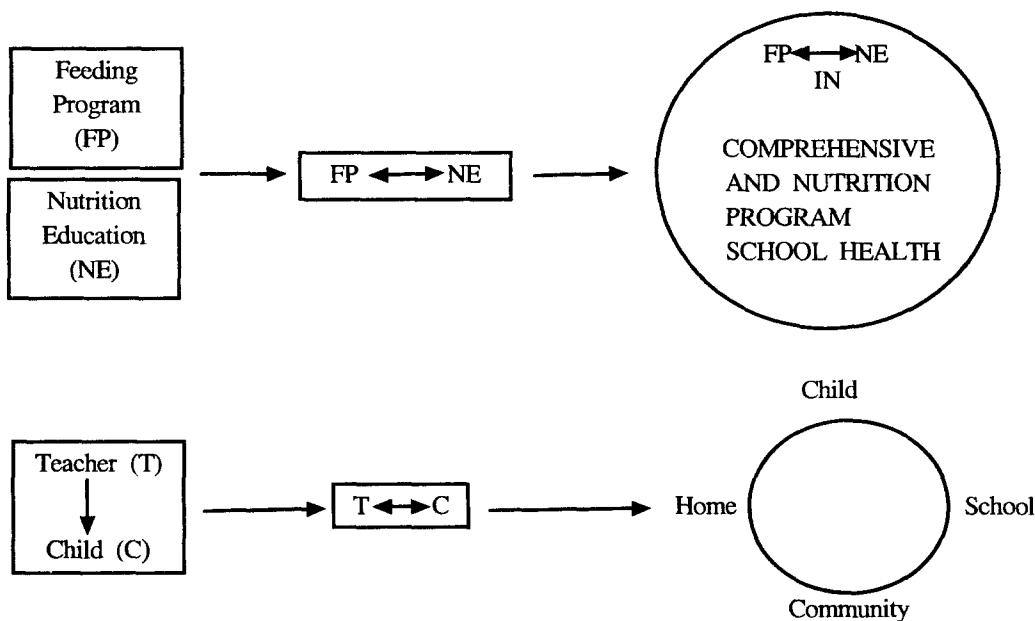 Feeding
Program
(FP)
Nutrition
Education
(NE)
FP NE
FP NE
IN
COMPREHENSIVE
AND NUTRITION
PROGRAM
SCHOOL HEALTH
Teacher (T)
Child (C)
T C
Child
Home
School
Community